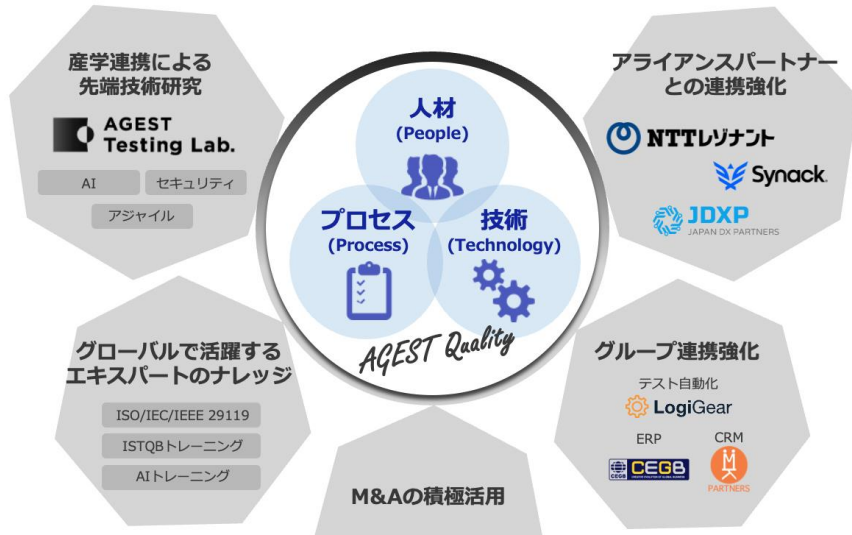 産学連携による
先端技術研究
AGEST
Testing Lab.
AI
セキュリティ
アジャイル
人材
(People)
プロセス
(Process)
技術
(Technology)
AGEST Quality
アライアンスパートナー
との連携強化
NTTレゾナント
Synack
JDXP
JAPAN DX PARTNERS
グローバルで活躍する
エキスパートのナレッジ
ISO/IEC/IEEE 29119
ISTQBトレーニング
AIトレーニング
M&Aの積極活用
グループ連携強化
テスト自動化
LogiGear
ERP
CEGB
CRM
PARTNERS